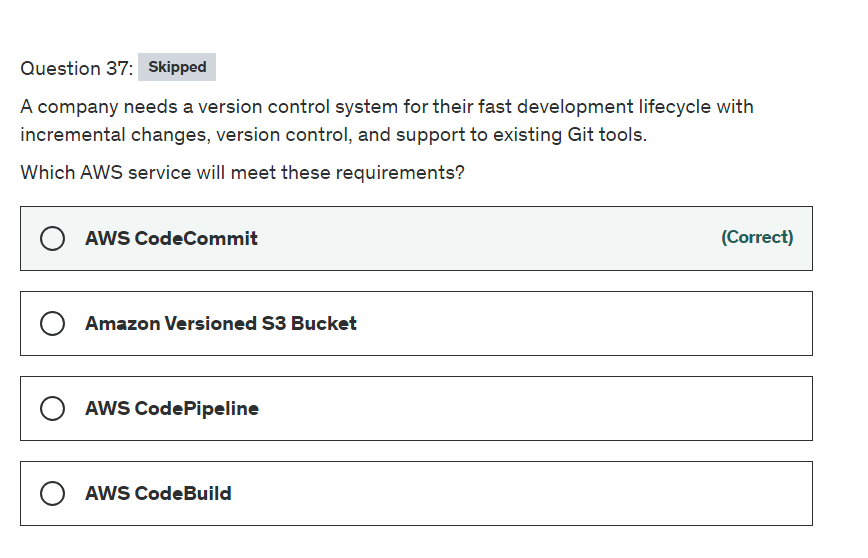 Question 37: Skipped
A company needs a version control system for their fast development lifecycle with
incremental changes, version control, and support to existing Git tools.
Which AWS service will meet these requirements?
AWS CodeCommit (Correct)
Amazon Versioned S3 Bucket
AWS CodePipeline
AWS CodeBuild